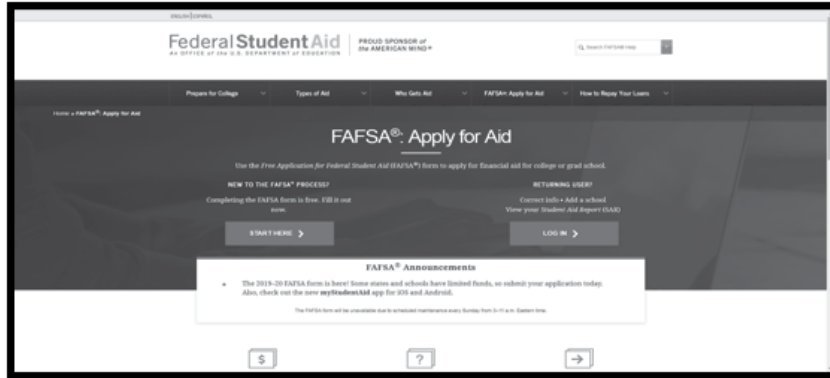 ENGLISH | ESPAÑOL
Federal Student Aid
An OFFICE of the U.S. DEPARTMENT of EDUCATION
PROUD SPONSOR of
the AMERICAN MIND®
Search FAFSA® Help
Prepare for College
Types of Aid
Who Gets Aid
FAFSA®: Apply for Aid
How to Repay Your Loans
Home » FAFSA®: Apply for Aid
FAFSA®: Apply for Aid
Use the Free Application for Federal Student Aid (FAFSA®) form to apply for financial aid for college or grad school.
NEW TO THE FAFSA® PROCESS?
Completing the FAFSA form is free. Fill it out
now.
START HERE
RETURNING USER?
Correct info • Add a school
View your Student Aid Report (SAR)
LOG IN
FAFSA® Announcements
The 2019–20 FAFSA form is here! Some states and schools have limited funds, so submit your application today.
Also, check out the new myStudentAid app for iOS and Android.
The FAFSA form will be unavailable due to scheduled maintenance every Sunday from 3–11 a.m. Eastern time.
$
?